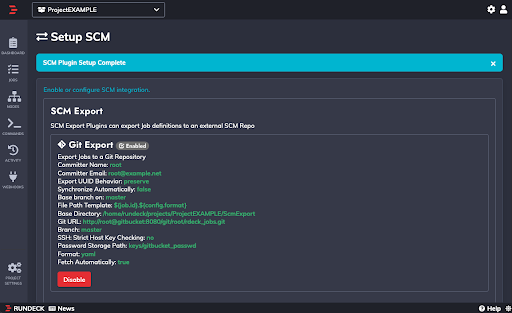 ProjectEXAMPLE
Setup SCM
SCM Plugin Setup Complete
Enable or configure SCM integration.
SCM Export
SCM Export Plugins can export Job definitions to an external SCM Repo
Git Export Enabled
Export Jobs to a Git Repository
Committer Name: root
Committer Email: root@example.net
Export UUID Behavior: preserve
Synchronize Automatically: false
Base branch on: master
File Path Template: ${job.id}.${config.format}
Base Directory: /home/rundeck/projects/ProjectEXAMPLE/ScmExport
Git URL: http://root@gitbucket:8080/git/root/rdeck_jobs.git
Branch: master
SSH: Strict Host Key Checking: no
Password Storage Path: keys/gitbucket_passwd
Format: yaml
Fetch Automatically: true
Disable
DASHBOARD
JOBS
NODES
COMMANDS
ACTIVITY
WEBHOOKS
PROJECT
SETTINGS
RUNDECK News
Help